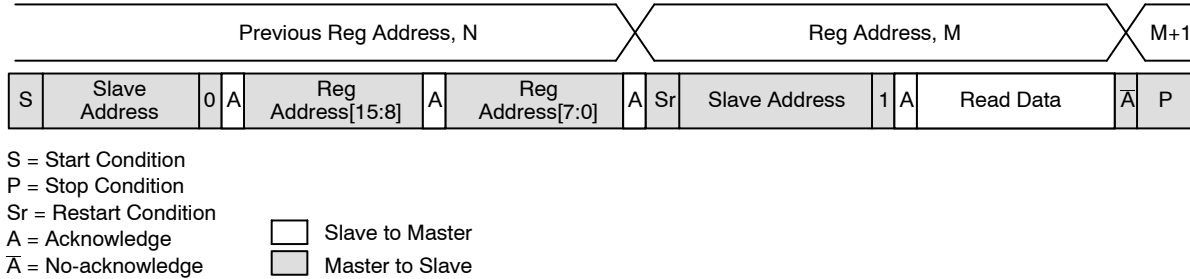 Previous Reg Address, N Reg Address, M M+1
S Slave Address 0 A Reg Address[15:8] A Reg Address[7:0] A Sr Slave Address 1 A Read Data A̅ P
S = Start Condition
P = Stop Condition
Sr = Restart Condition
A = Acknowledge
A̅ = No-acknowledge
Slave to Master
Master to Slave